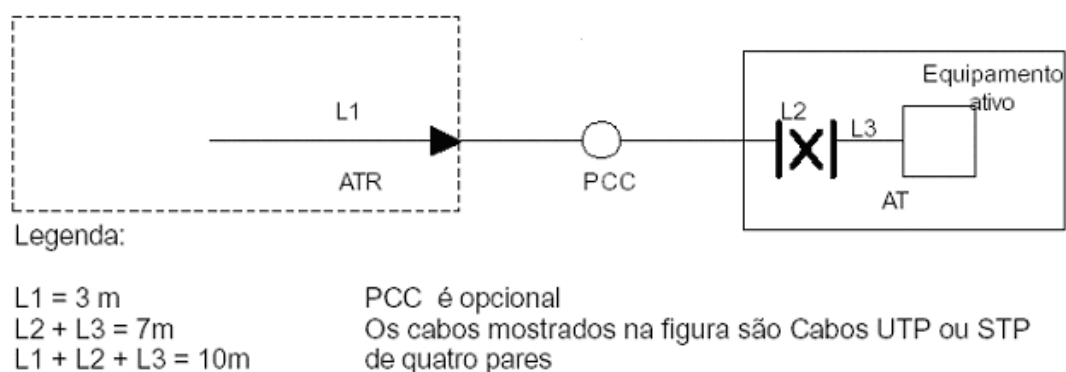 L1
ATR
PCC
L2
L3
Equipamento
ativo
AT
Legenda:
L1 = 3 m
L2 + L3 = 7m
L1 + L2 + L3 = 10m
PCC é opcional
Os cabos mostrados na figura são Cabos UTP ou STP
de quatro pares